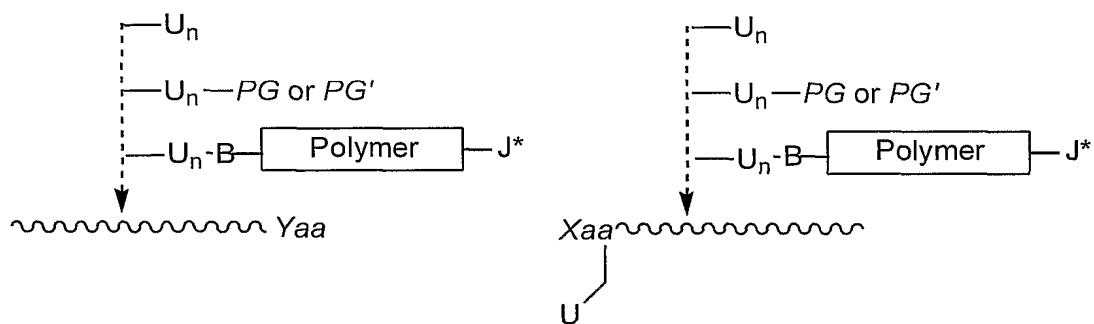 Uₙ
Uₙ—PG or PG'
Uₙ-B—Polymer—J*
Yaa
Uₙ
Uₙ—PG or PG'
Uₙ-B—Polymer—J*
Xaa
U